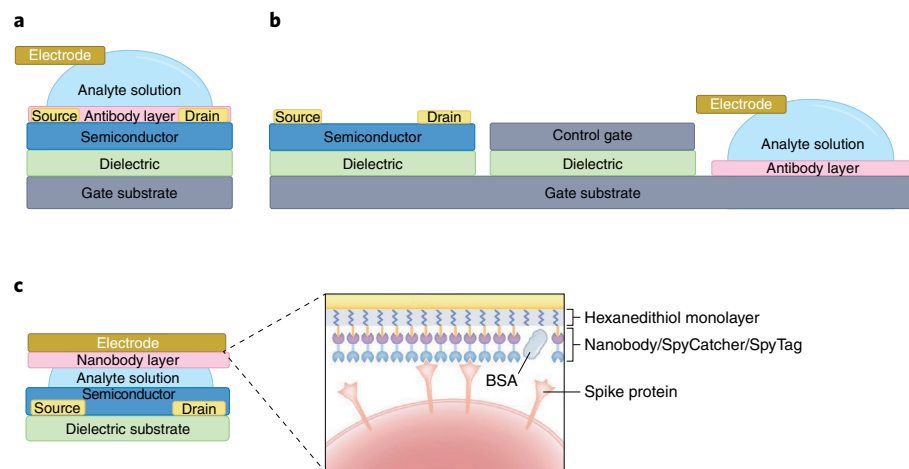 a
Electrode
Analyte solution
Source Antibody layer Drain
Semiconductor
Dielectric
Gate substrate
b
Source Drain
Semiconductor
Dielectric
Control gate
Dielectric
Electrode
Analyte solution
Antibody layer
Gate substrate
c
Electrode
Nanobody layer
Analyte solution
Semiconductor
Source Drain
Dielectric substrate
Hexanedithiol monolayer
Nanobody/SpyCatcher/SpyTag
BSA
Spike protein